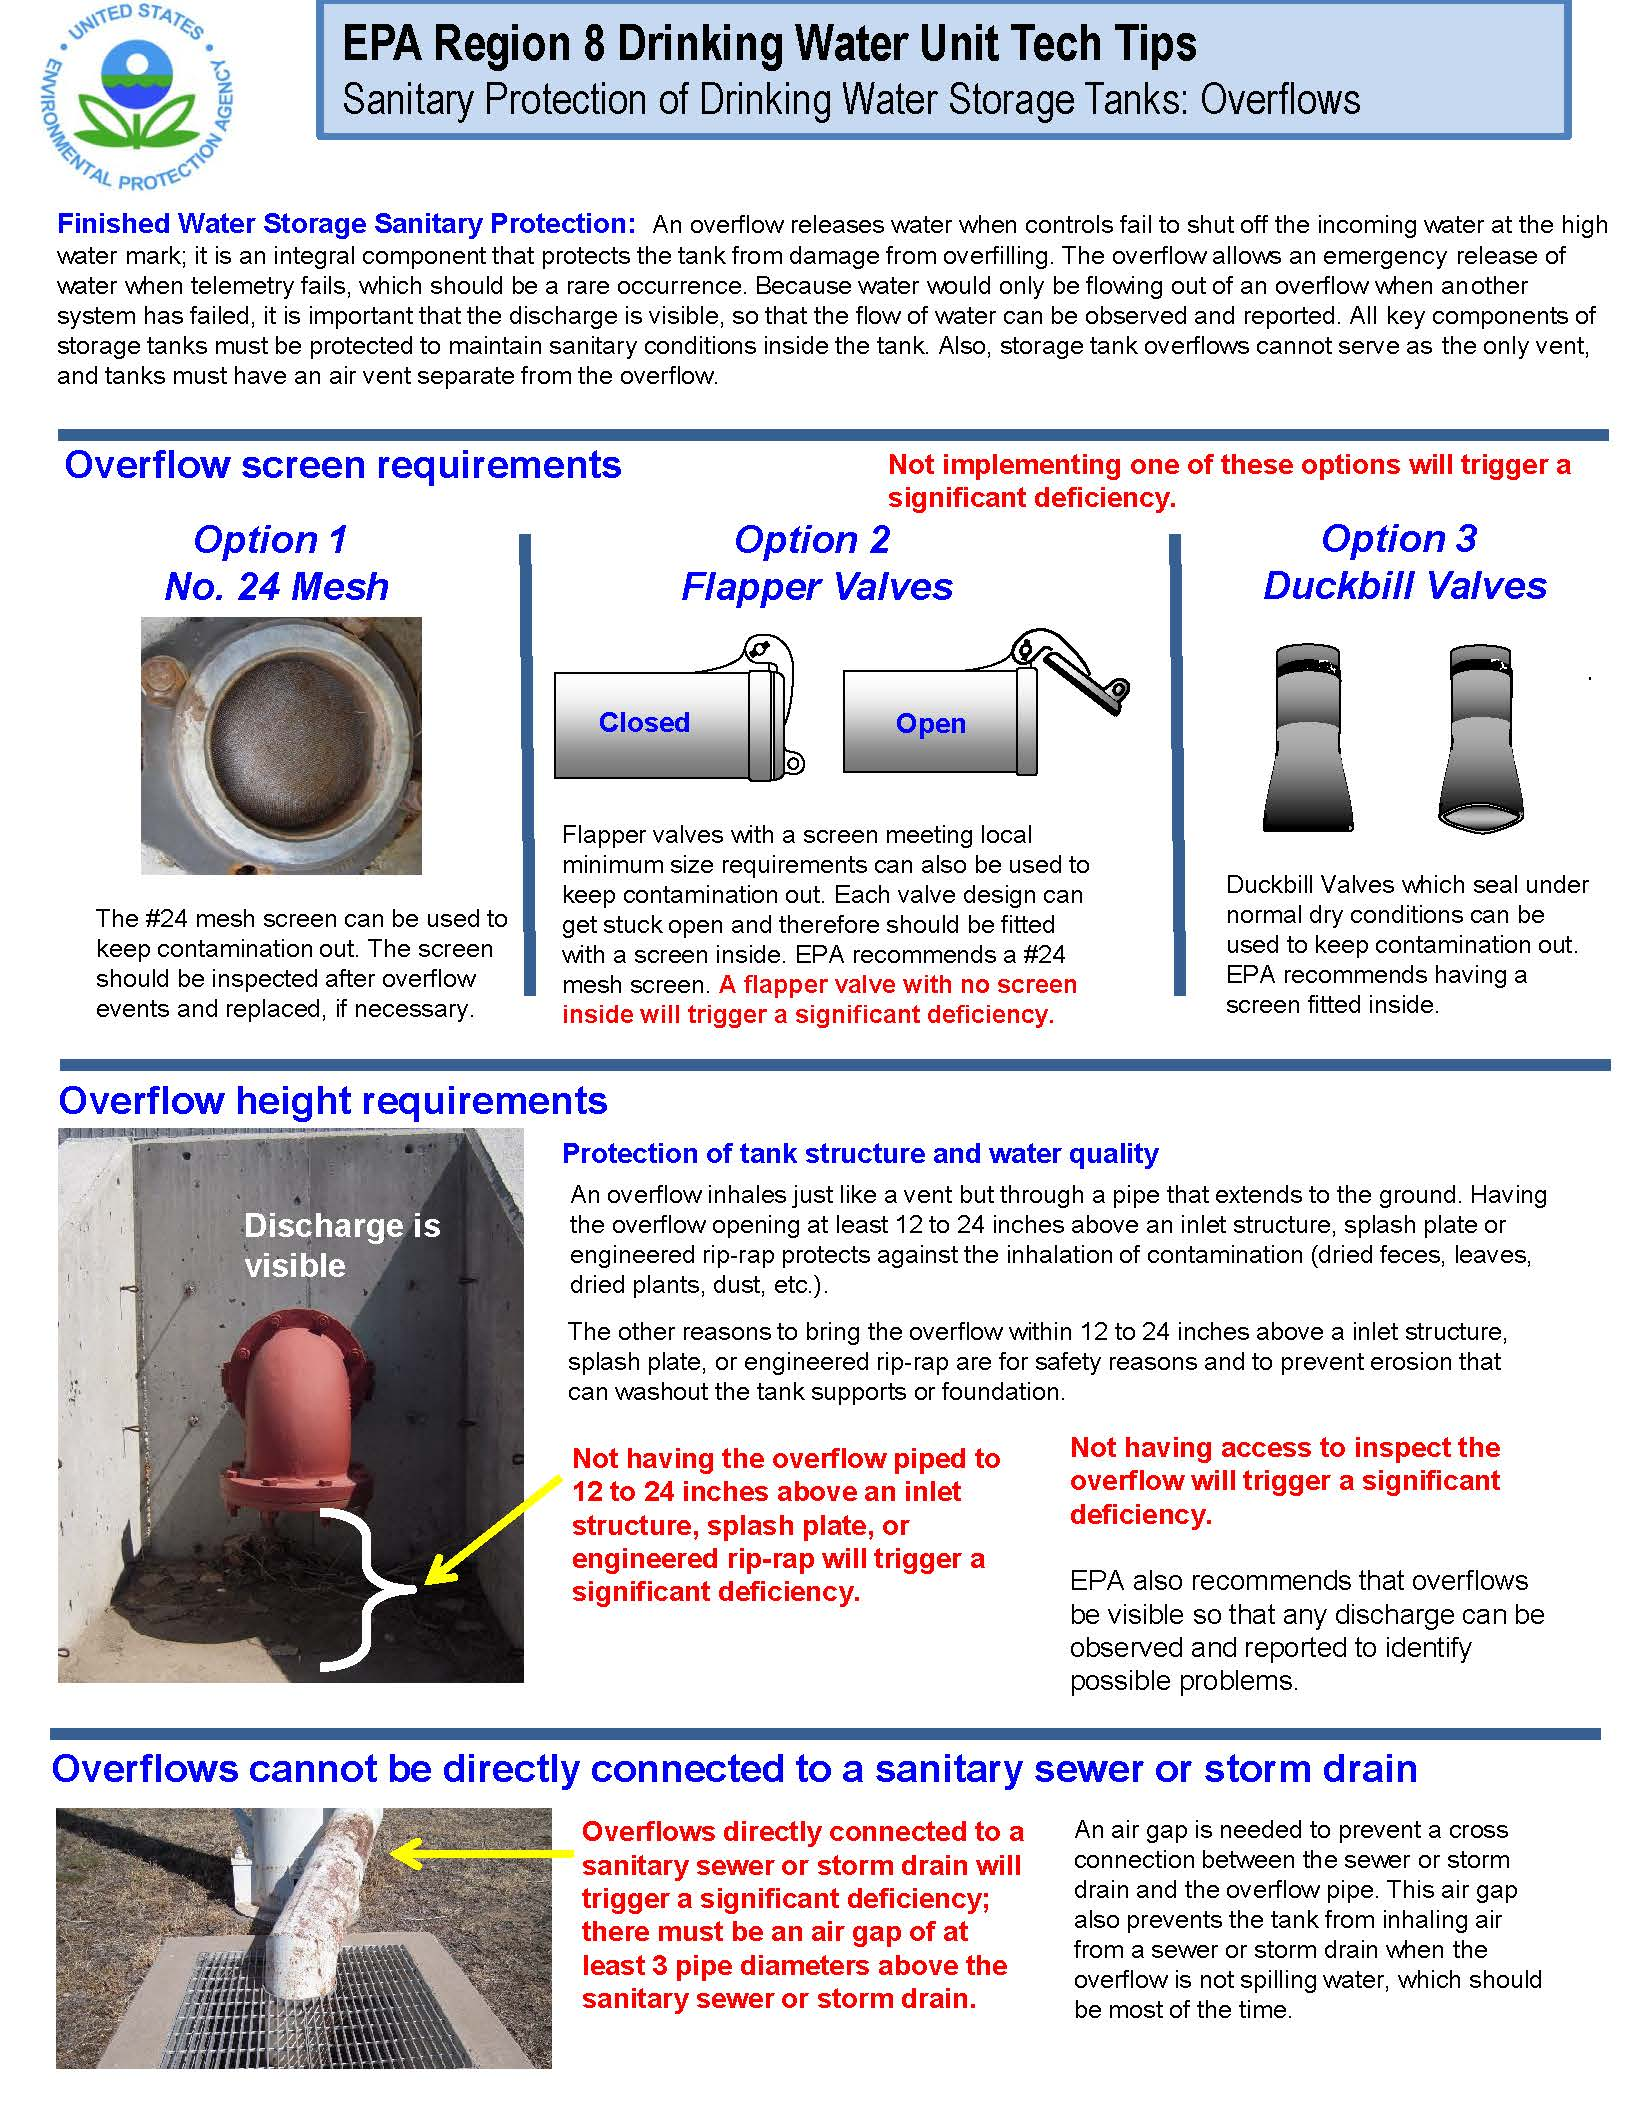 UNITED STATES
ENVIRONMENTAL PROTECTION AGENCY
EPA Region 8 Drinking Water Unit Tech Tips
Sanitary Protection of Drinking Water Storage Tanks: Overflows
Finished Water Storage Sanitary Protection: An overflow releases water when controls fail to shut off the incoming water at the high
water mark; it is an integral component that protects the tank from damage from overfilling. The overflow allows an emergency release of
water when telemetry fails, which should be a rare occurrence. Because water would only be flowing out of an overflow when another
system has failed, it is important that the discharge is visible, so that the flow of water can be observed and reported. All key components of
storage tanks must be protected to maintain sanitary conditions inside the tank. Also, storage tank overflows cannot serve as the only vent,
and tanks must have an air vent separate from the overflow.
Overflow screen requirements
Not implementing one of these options will trigger a
significant deficiency.
Option 1
No. 24 Mesh
The #24 mesh screen can be used to
keep contamination out. The screen
should be inspected after overflow
events and replaced, if necessary.
Option 2
Flapper Valves
Closed
Open
Flapper valves with a screen meeting local
minimum size requirements can also be used to
keep contamination out. Each valve design can
get stuck open and therefore should be fitted
with a screen inside. EPA recommends a #24
mesh screen. A flapper valve with no screen
inside will trigger a significant deficiency.
Option 3
Duckbill Valves
Duckbill Valves which seal under
normal dry conditions can be
used to keep contamination out.
EPA recommends having a
screen fitted inside.
Overflow height requirements
Discharge is
visible
Protection of tank structure and water quality
An overflow inhales just like a vent but through a pipe that extends to the ground. Having
the overflow opening at least 12 to 24 inches above an inlet structure, splash plate or
engineered rip-rap protects against the inhalation of contamination (dried feces, leaves,
dried plants, dust, etc.).
The other reasons to bring the overflow within 12 to 24 inches above a inlet structure,
splash plate, or engineered rip-rap are for safety reasons and to prevent erosion that
can washout the tank supports or foundation.
Not having the overflow piped to
12 to 24 inches above an inlet
structure, splash plate, or
engineered rip-rap will trigger a
significant deficiency.
Not having access to inspect the
overflow will trigger a significant
deficiency.
EPA also recommends that overflows
be visible so that any discharge can be
observed and reported to identify
possible problems.
Overflows cannot be directly connected to a sanitary sewer or storm drain
Overflows directly connected to a
sanitary sewer or storm drain will
trigger a significant deficiency;
there must be an air gap of at
least 3 pipe diameters above the
sanitary sewer or storm drain.
An air gap is needed to prevent a cross
connection between the sewer or storm
drain and the overflow pipe. This air gap
also prevents the tank from inhaling air
from a sewer or storm drain when the
overflow is not spilling water, which should
be most of the time.